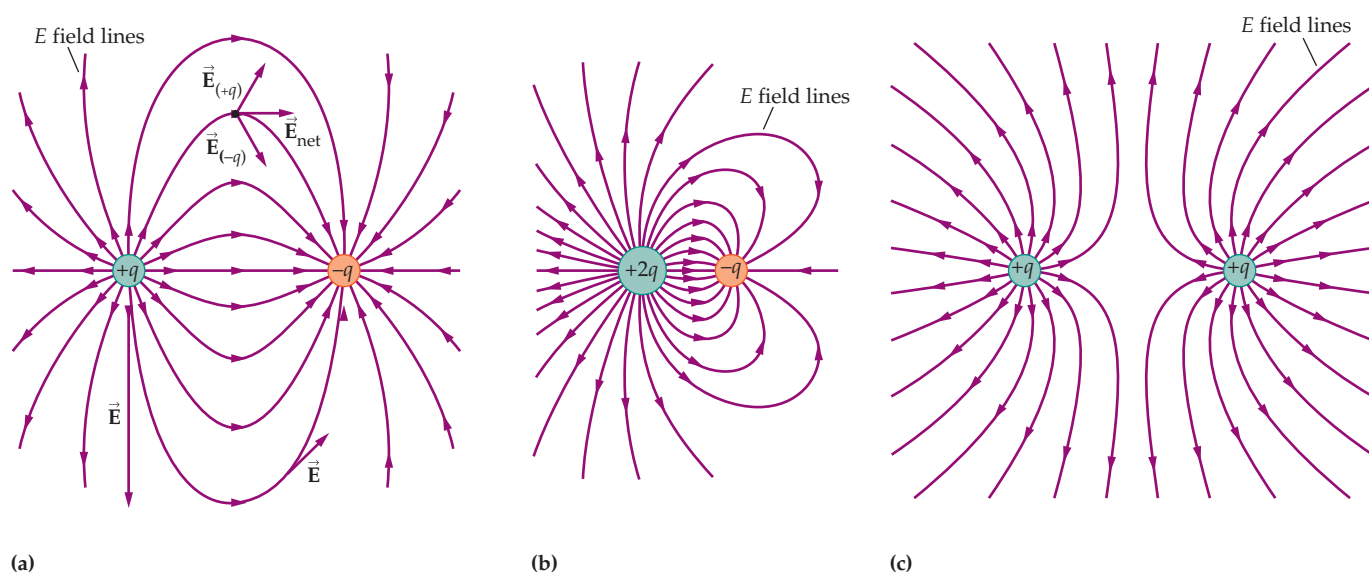 E field lines
E⃗(+q)
E⃗net
E⃗(−q)
+q
−q
E⃗
E⃗
(a)
E field lines
+2q
−q
(b)
E field lines
+q
+q
(c)